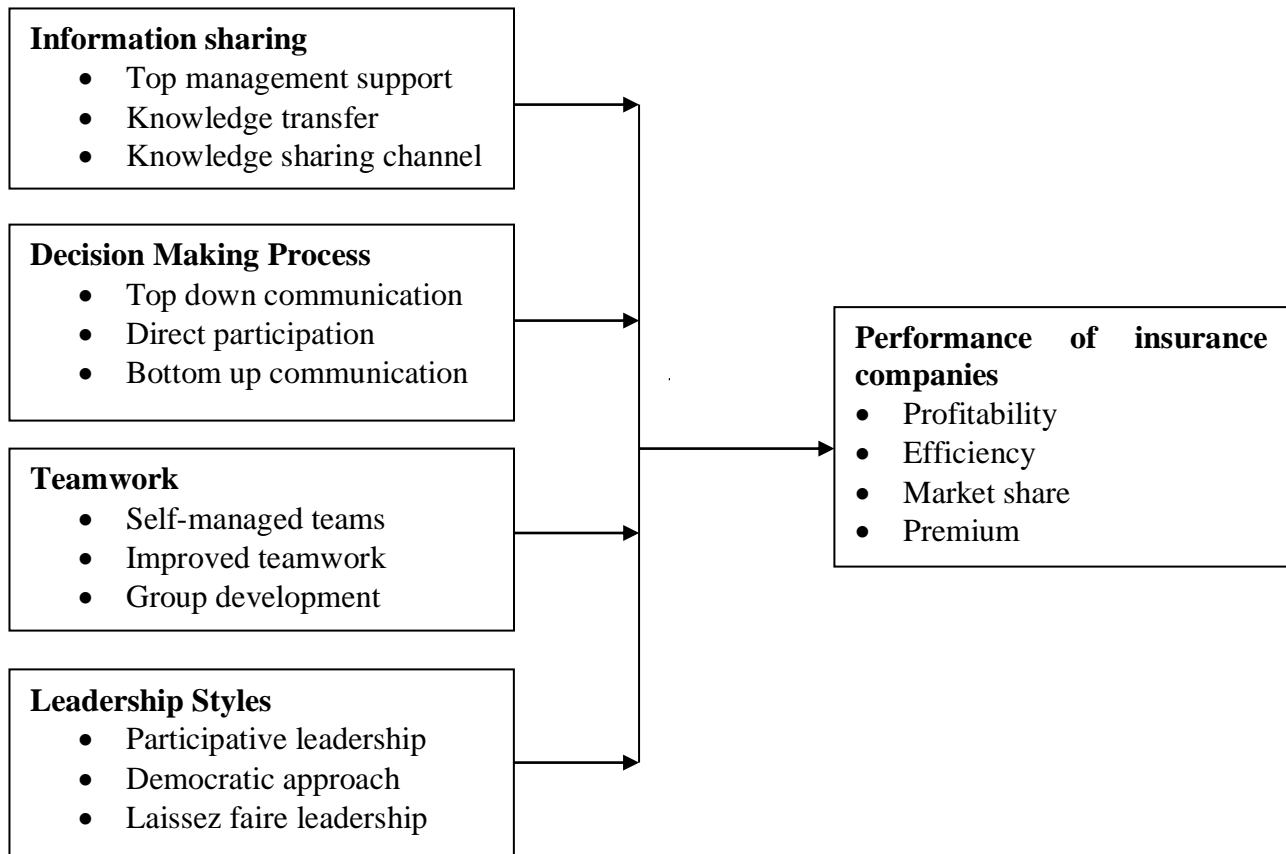 Information sharing
• Top management support
• Knowledge transfer
• Knowledge sharing channel
Decision Making Process
• Top down communication
• Direct participation
• Bottom up communication
Teamwork
• Self-managed teams
• Improved teamwork
• Group development
Leadership Styles
• Participative leadership
• Democratic approach
• Laissez faire leadership
Performance of insurance
companies
• Profitability
• Efficiency
• Market share
• Premium